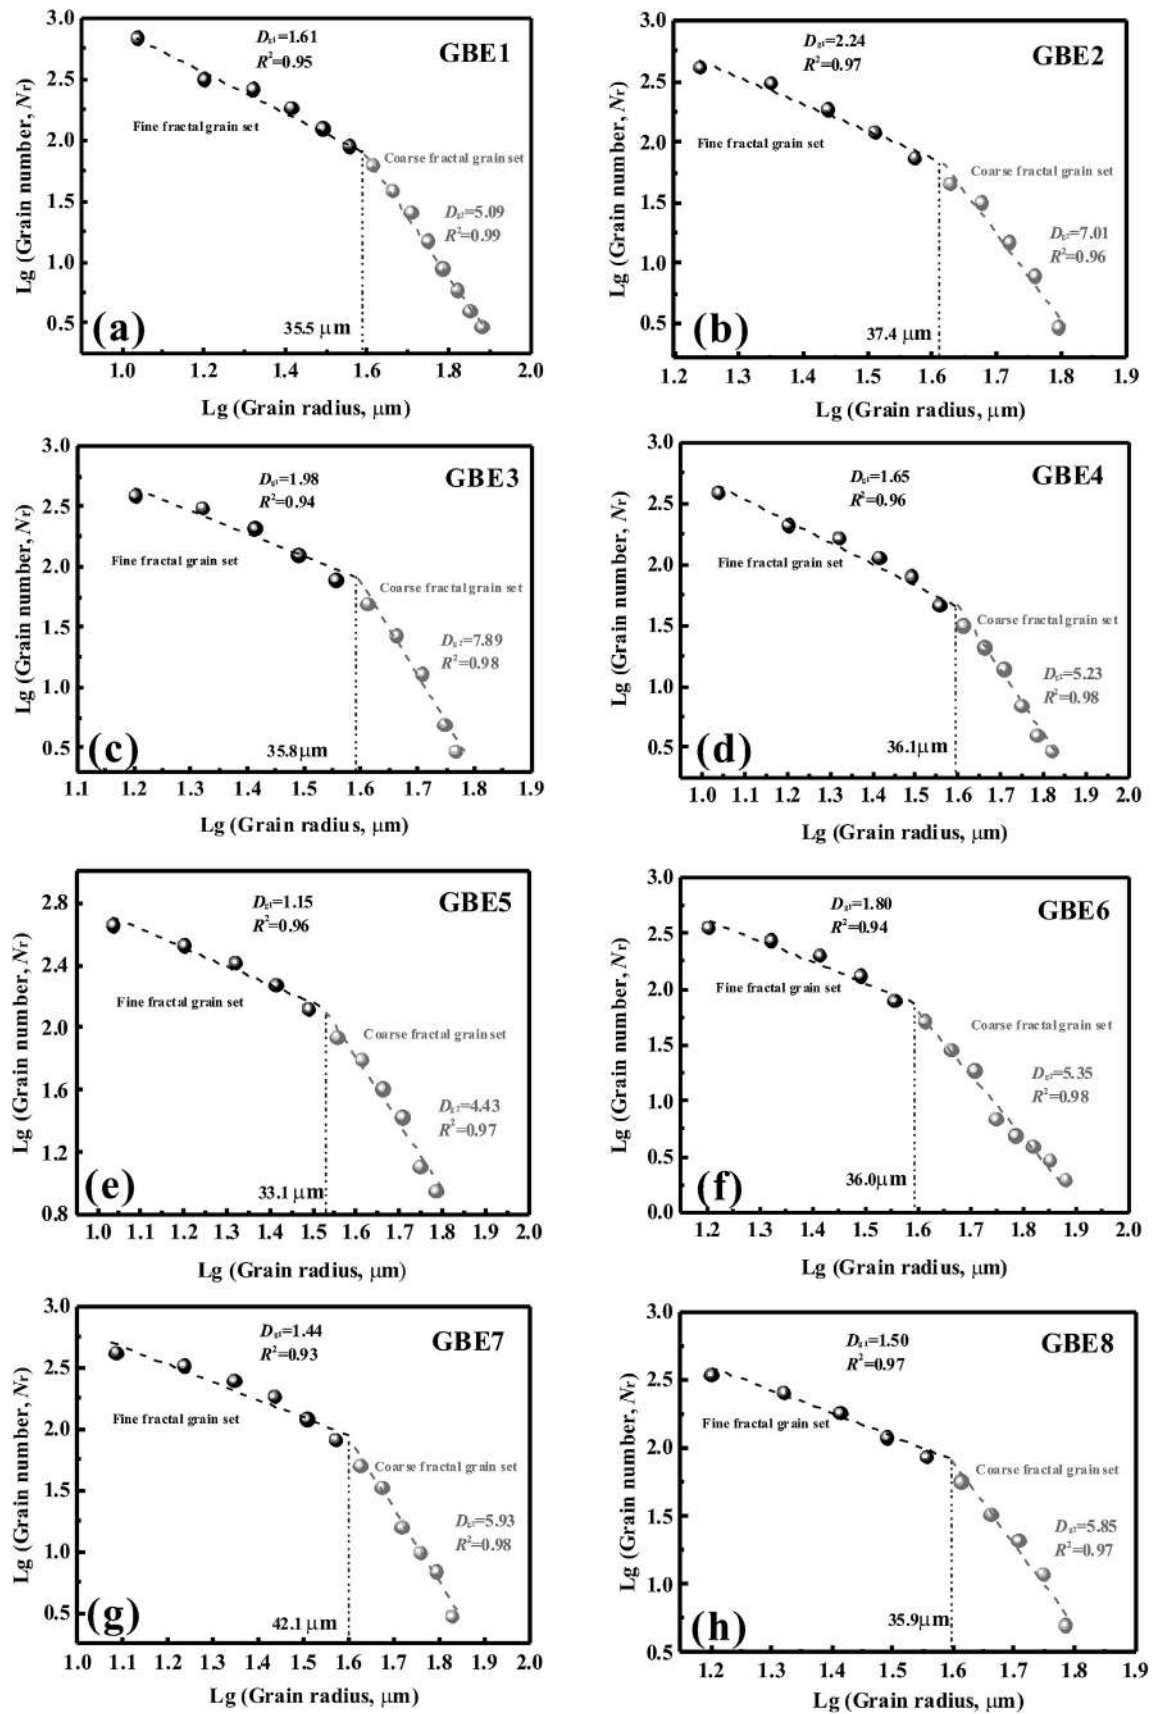 D_g1=1.61
R²=0.95
GBE1
Fine fractal grain set
Coarse fractal grain set
D_g2=5.09
R²=0.99
(a)
35.5 μm
3.0
2.5
2.0
1.5
1.0
0.5
1.0 1.2 1.4 1.6 1.8 2.0
Lg (Grain number, Nr)
Lg (Grain radius, μm)
D_g1=2.24
R²=0.97
GBE2
Fine fractal grain set
Coarse fractal grain set
D_g2=7.01
R²=0.96
(b)
37.4 μm
3.0
2.5
2.0
1.5
1.0
0.5
1.2 1.3 1.4 1.5 1.6 1.7 1.8 1.9
Lg (Grain number, Nr)
Lg (Grain radius, μm)
D_g1=1.98
R²=0.94
GBE3
Fine fractal grain set
Coarse fractal grain set
D_g2=7.89
R²=0.98
(c)
35.8 μm
3.0
2.5
2.0
1.5
1.0
0.5
1.1 1.2 1.3 1.4 1.5 1.6 1.7 1.8 1.9
Lg (Grain number, Nr)
Lg (Grain radius, μm)
D_g1=1.65
R²=0.96
GBE4
Fine fractal grain set
Coarse fractal grain set
D_g2=5.23
R²=0.98
(d)
36.1μm
3.0
2.5
2.0
1.5
1.0
0.5
1.0 1.1 1.2 1.3 1.4 1.5 1.6 1.7 1.8 1.9 2.0
Lg (Grain number, Nr)
Lg (Grain radius, μm)
D_g1=1.15
R²=0.96
GBE5
Fine fractal grain set
Coarse fractal grain set
D_g2=4.43
R²=0.97
(e)
33.1 μm
2.8
2.4
2.0
1.6
1.2
0.8
1.0 1.1 1.2 1.3 1.4 1.5 1.6 1.7 1.8 1.9 2.0
Lg (Grain number, Nr)
Lg (Grain radius, μm)
D_g1=1.80
R²=0.94
GBE6
Fine fractal grain set
Coarse fractal grain set
D_g2=5.35
R²=0.98
(f)
36.0μm
3.0
2.5
2.0
1.5
1.0
0.5
0.0
1.2 1.3 1.4 1.5 1.6 1.7 1.8 1.9 2.0
Lg (Grain number, Nr)
Lg (Grain radius, μm)
D_g1=1.44
R²=0.93
GBE7
Fine fractal grain set
Coarse fractal grain set
D_g2=5.93
R²=0.98
(g)
42.1 μm
3.0
2.5
2.0
1.5
1.0
0.5
1.0 1.1 1.2 1.3 1.4 1.5 1.6 1.7 1.8 1.9 2.0
Lg (Grain number, Nr)
Lg (Grain radius, μm)
D_g1=1.50
R²=0.97
GBE8
Fine fractal grain set
Coarse fractal grain set
D_g2=5.85
R²=0.97
(h)
35.9μm
3.0
2.5
2.0
1.5
1.0
0.5
1.2 1.3 1.4 1.5 1.6 1.7 1.8 1.9
Lg (Grain number, Nr)
Lg (Grain radius, μm)